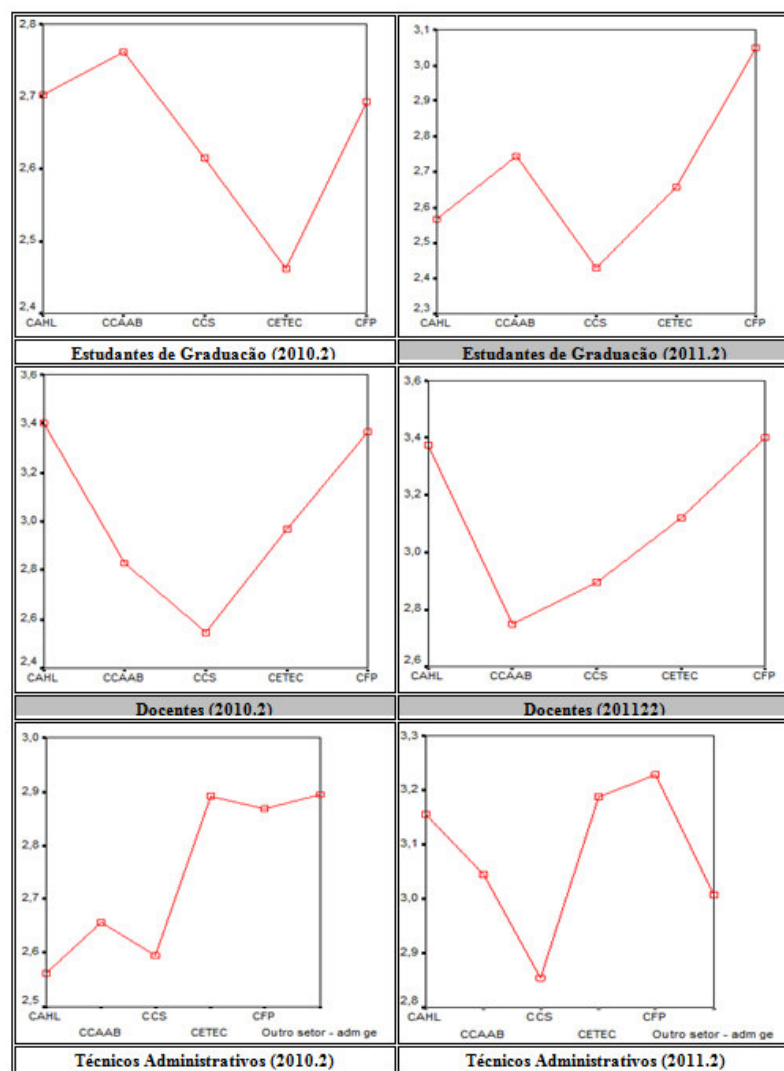 2,8
2,7
2,6
2,5
2,4
CAHL CCAAB CCS CETEC CFP
Estudantes de Graduação (2010.2)
3,1
3,0
2,9
2,8
2,7
2,6
2,5
2,4
2,3
CAHL CCAAB CCS CETEC CFP
Estudantes de Graduação (2011.2)
3,6
3,4
3,2
3,0
2,8
2,6
2,4
CAHL CCAAB CCS CETEC CFP
Docentes (2010.2)
3,6
3,4
3,2
3,0
2,8
2,6
CAHL CCAAB CCS CETEC CFP
Docentes (201122)
3,0
2,9
2,8
2,7
2,6
2,5
CAHL CCS CFP
CCAAB CETEC Outro setor - adm ge
Técnicos Administrativos (2010.2)
3,3
3,2
3,1
3,0
2,9
2,8
CAHL CCS CFP
CCAAB CETEC Outro setor - adm ge
Técnicos Administrativos (2011.2)